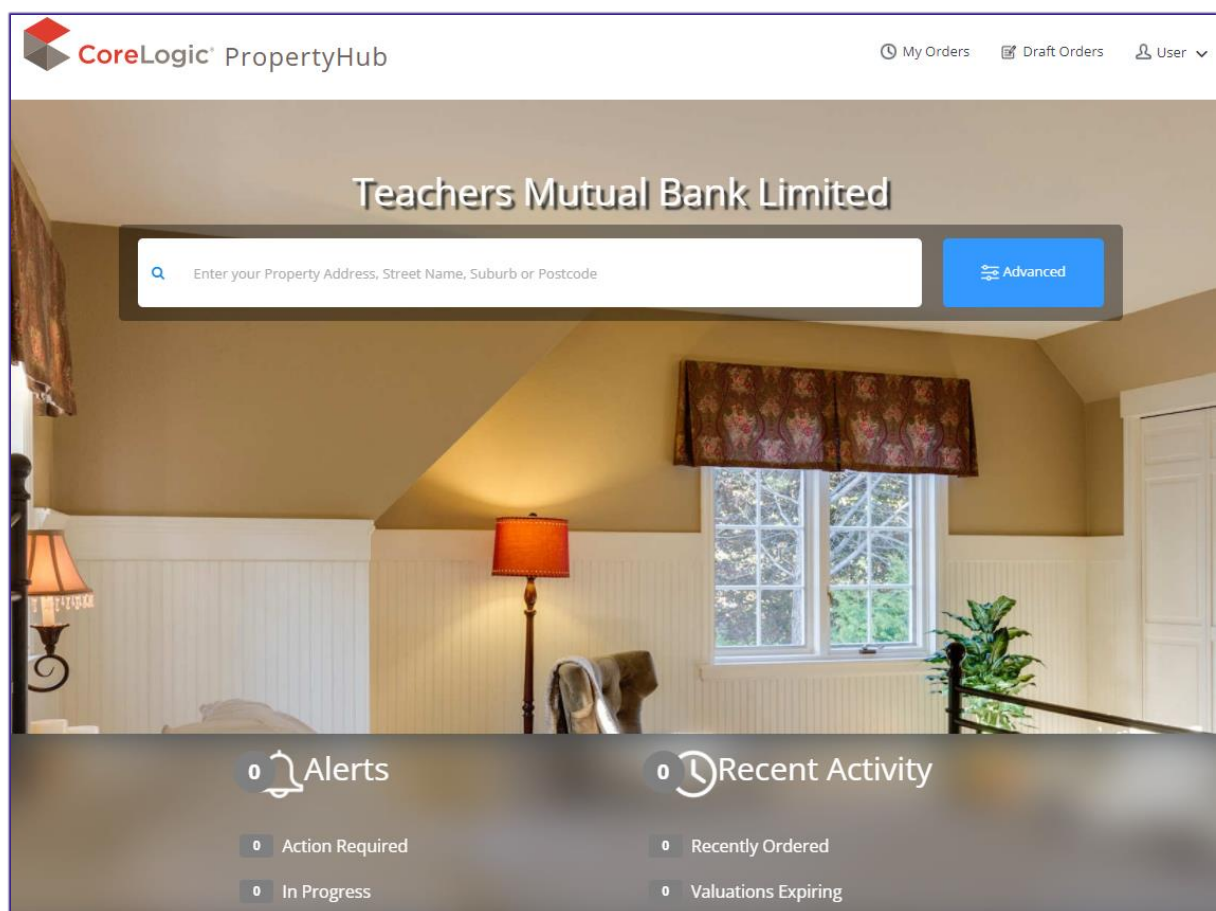 CoreLogic® PropertyHub
My Orders Draft Orders User
Teachers Mutual Bank Limited
Enter your Property Address, Street Name, Suburb or Postcode
Advanced
0 Alerts
0 Action Required
0 In Progress
0 Recent Activity
0 Recently Ordered
0 Valuations Expiring